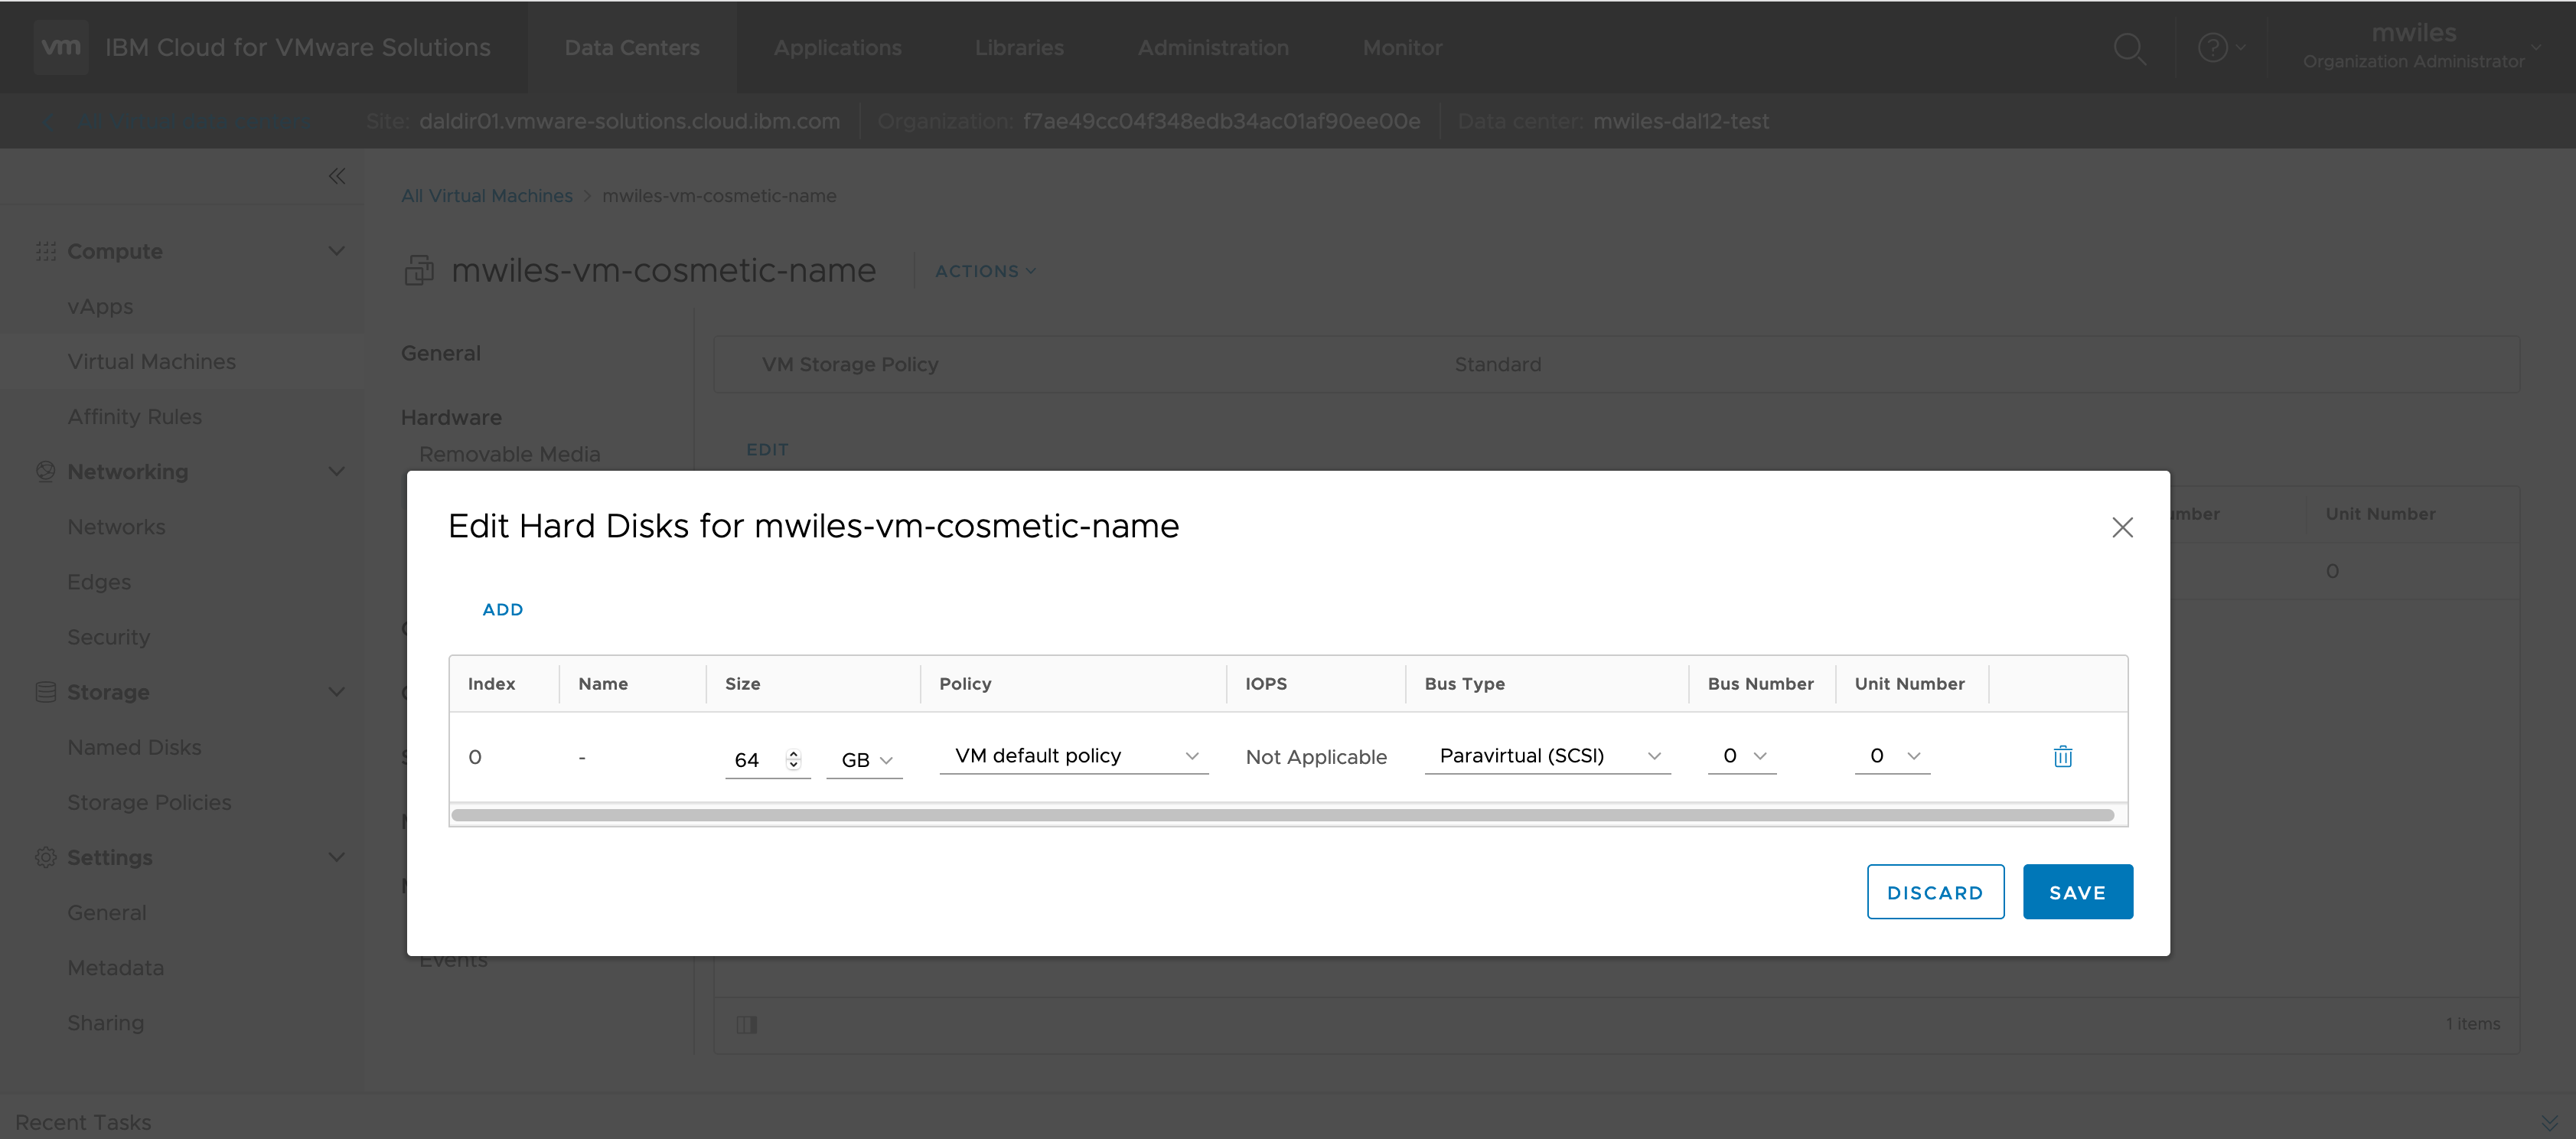 vm IBM Cloud for VMware Solutions Data Centers Applications Libraries Administration Monitor mwiles
Organization Administrator
Site: daldir01.vmware-solutions.cloud.ibm.com Organization: f7ae49cc04f348edb34ac01af90ee00e Data center: mwiles-dal12-test
All Virtual Machines > mwiles-vm-cosmetic-name
mwiles-vm-cosmetic-name ACTIONS
Compute
vApps
Virtual Machines
Affinity Rules
Networking
Networks
Edges
Security
Storage
Named Disks
Storage Policies
Settings
General
Metadata
Sharing
General
Hardware
Removable Media
Events
VM Storage Policy Standard
EDIT
Unit Number
0
Edit Hard Disks for mwiles-vm-cosmetic-name
ADD
Index Name Size Policy IOPS Bus Type Bus Number Unit Number
0 - 64 GB VM default policy Not Applicable Paravirtual (SCSI) 0 0
DISCARD SAVE
1 items
Recent Tasks